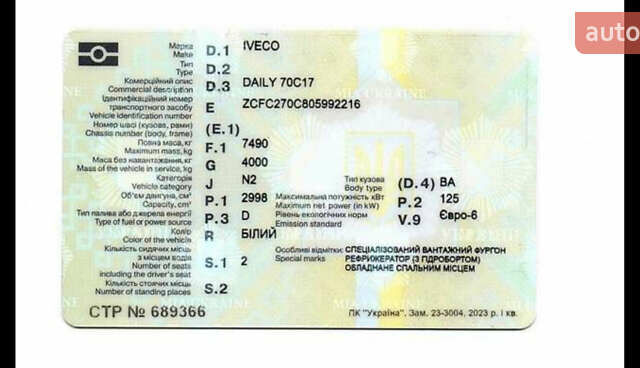 auto
Марка D.1 IVECO
Make
Тип D.2
Type
Комерційний опис D.3 DAILY 70C17
Commercial description
Ідентифікаційний номер
транспортного засобу E ZCFC270C805992216
Vehicle identification number
Номер шасі (кузова, рами) (E.1)
Chassis number (body, frame)
Повна маса, кг F.1 7490
Maximum mass, kg
Маса без навантаження, кг G 4000
Mass of the vehicle in service, kg
Категорія J N2 Тип кузова (D.4) BA
Vehicle category Body type
Об'єм двигуна, см³ P.1 2998 Максимальна потужність кВт P.2 125
Capacity, cm³ Maximum net power (in kW)
Тип палива або джерела енергії P.3 D Рівень екологічних норм V.9 Євро-6
Type of fuel or power source Emission standard
Колір R БІЛИЙ
Color of the vehicle
Кількість сидячих місць Особливі відмітки СПЕЦІАЛІЗОВАНИЙ ВАНТАЖНИЙ ФУРГОН
з місцем водія S.1 2 Special marks РЕФРИЖЕРАТОР (З ГІДРОБОРТОМ)
Number of seats ОБЛАДНАНЕ СПАЛЬНИМ МІСЦЕМ
including the driver's seat
Кількість стоячих місць S.2
Number of standing places
СТР № 689366
ПК "Україна". Зам. 23-3004, 2023 р. I кв.